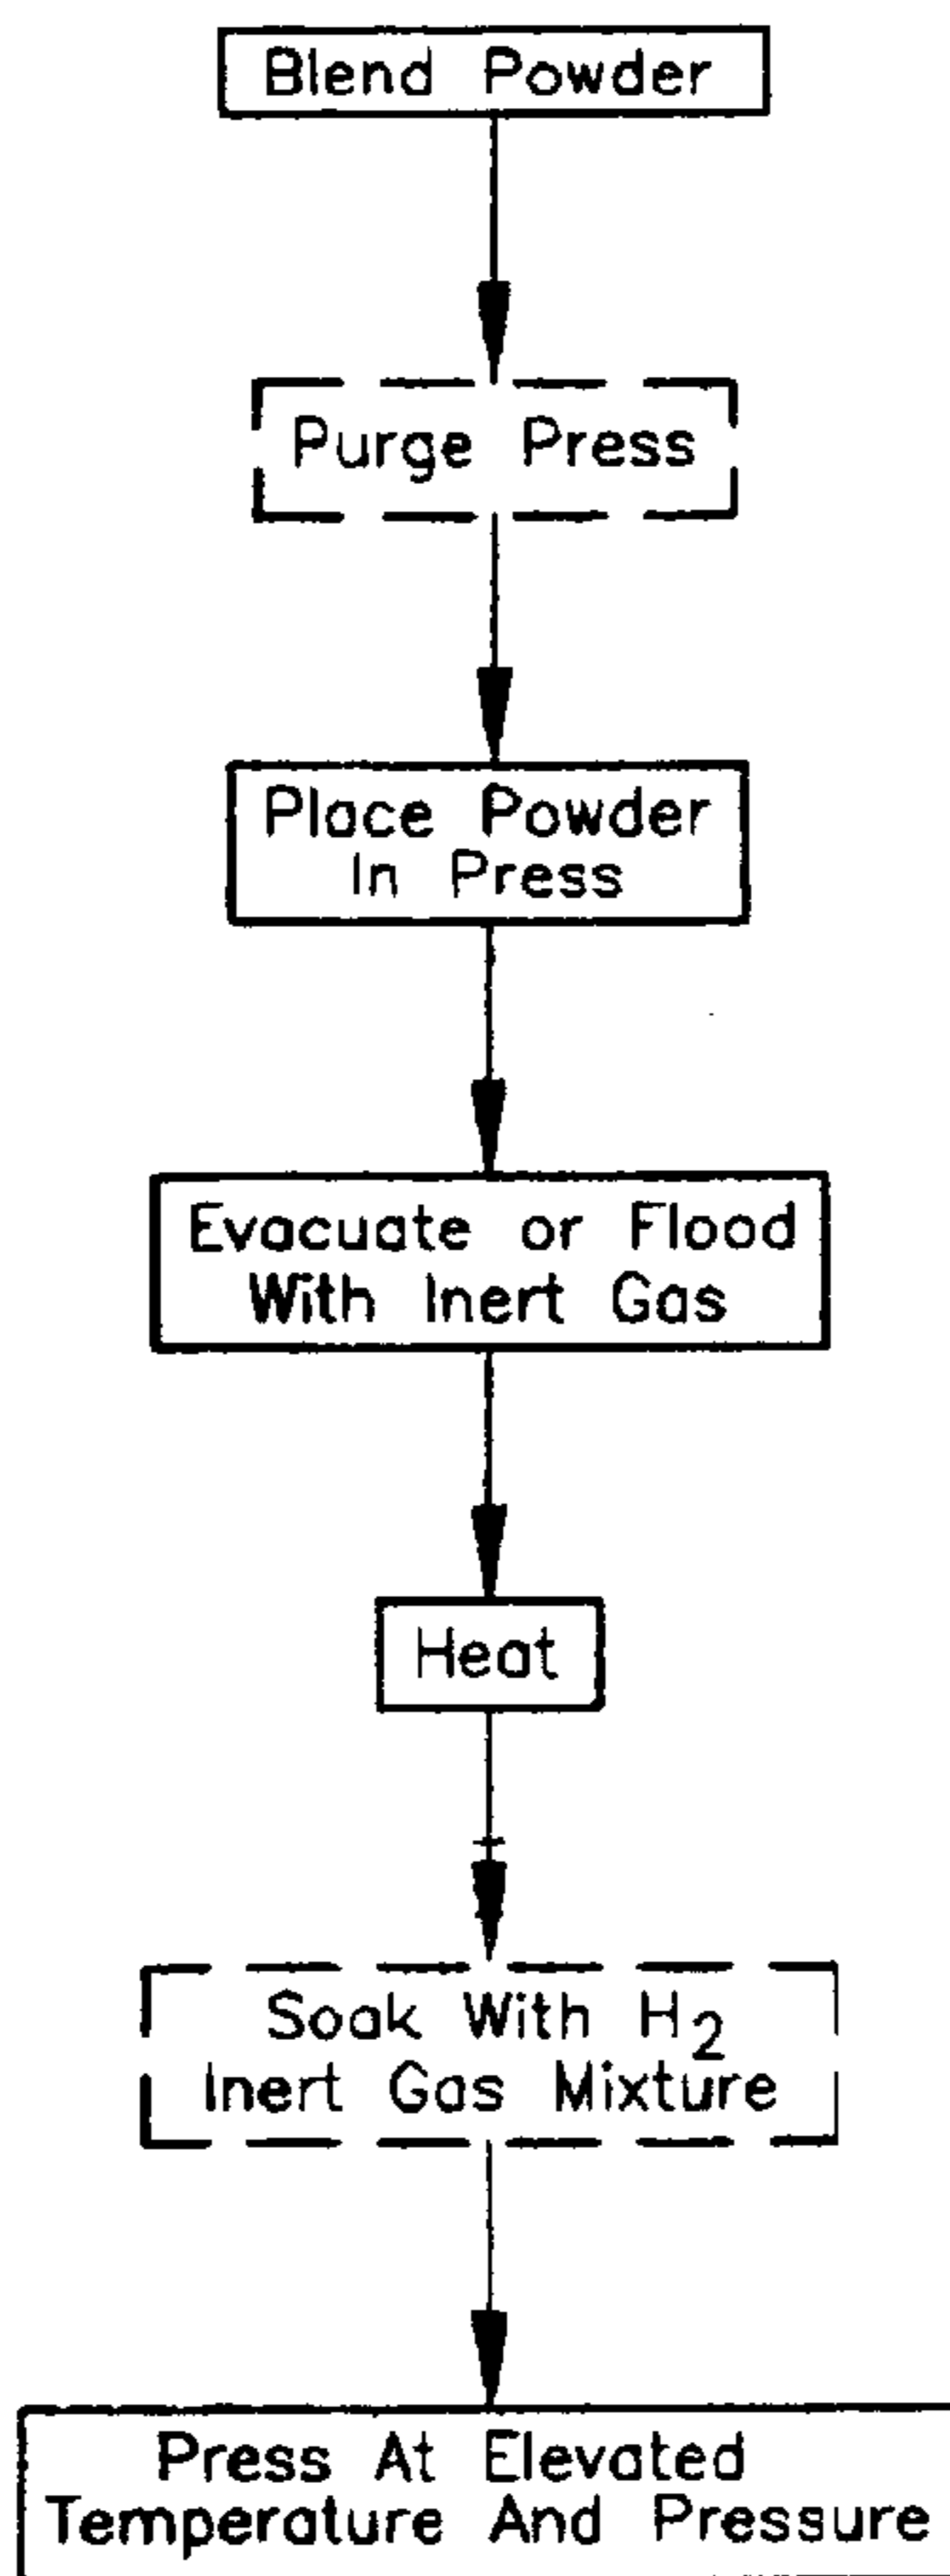 Blend Powder
Purge Press
Place Powder
In Press
Evacuate or Flood
With Inert Gas
Heat
Soak With H₂
Inert Gas Mixture
Press At Elevated
Temperature And Pressure